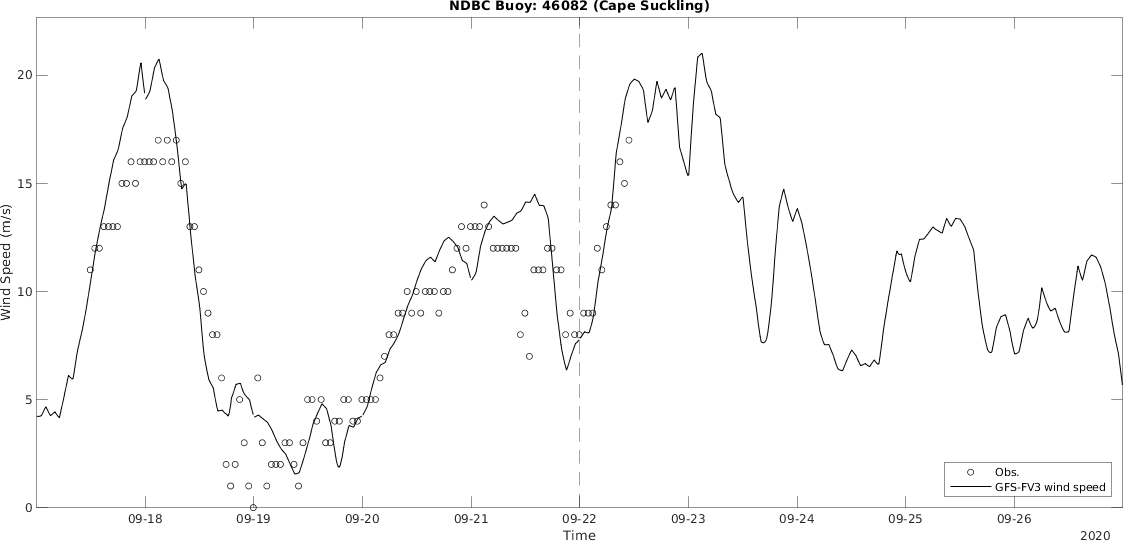 NDBC Buoy: 46082 (Cape Suckling)
Wind Speed (m/s)
20
15
10
5
0
09-18 09-19 09-20 09-21 09-22 09-23 09-24 09-25 09-26
Time
2020
Obs.
GFS-FV3 wind speed